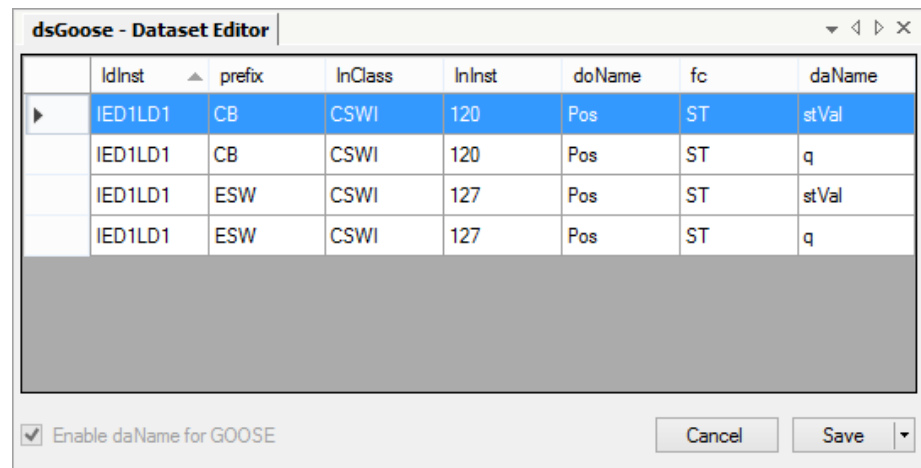 dsGoose - Dataset Editor
ldInst prefix lnClass lnInst doName fc daName
IED1LD1 CB CSWI 120 Pos ST stVal
IED1LD1 CB CSWI 120 Pos ST q
IED1LD1 ESW CSWI 127 Pos ST stVal
IED1LD1 ESW CSWI 127 Pos ST q
Enable daName for GOOSE Cancel Save